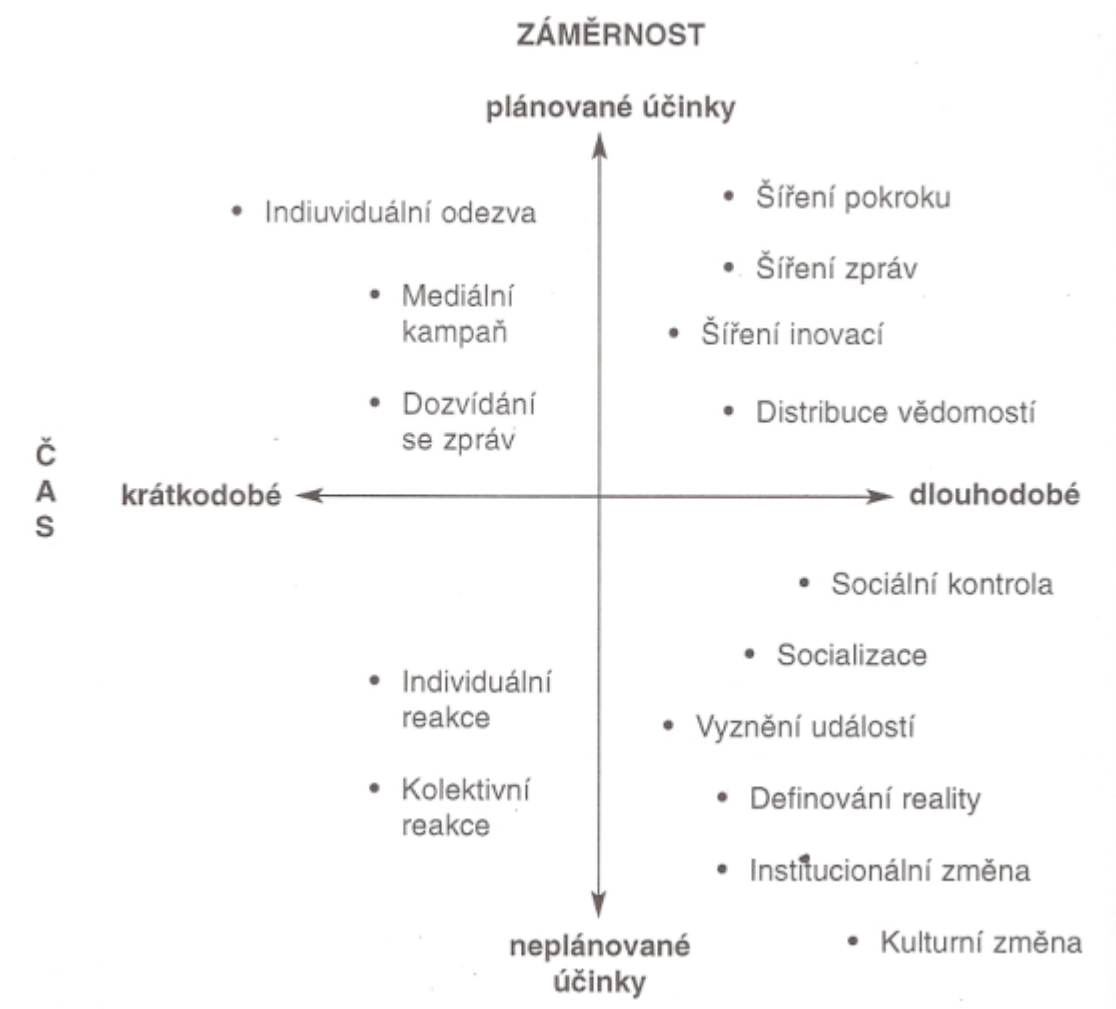 ZÁMĚRNOST
plánované účinky
• Indiuviduální odezva
• Mediální
kampaň
• Dozvídání
se zpráv
• Šíření pokroku
• Šíření zpráv
• Šíření inovací
• Distribuce vědomostí
Č
A
S
krátkodobé
dlouhodobé
• Individuální
reakce
• Kolektivní
reakce
• Sociální kontrola
• Socializace
• Vyznění událostí
• Definování reality
• Institucionální změna
• Kulturní změna
neplánované
účinky